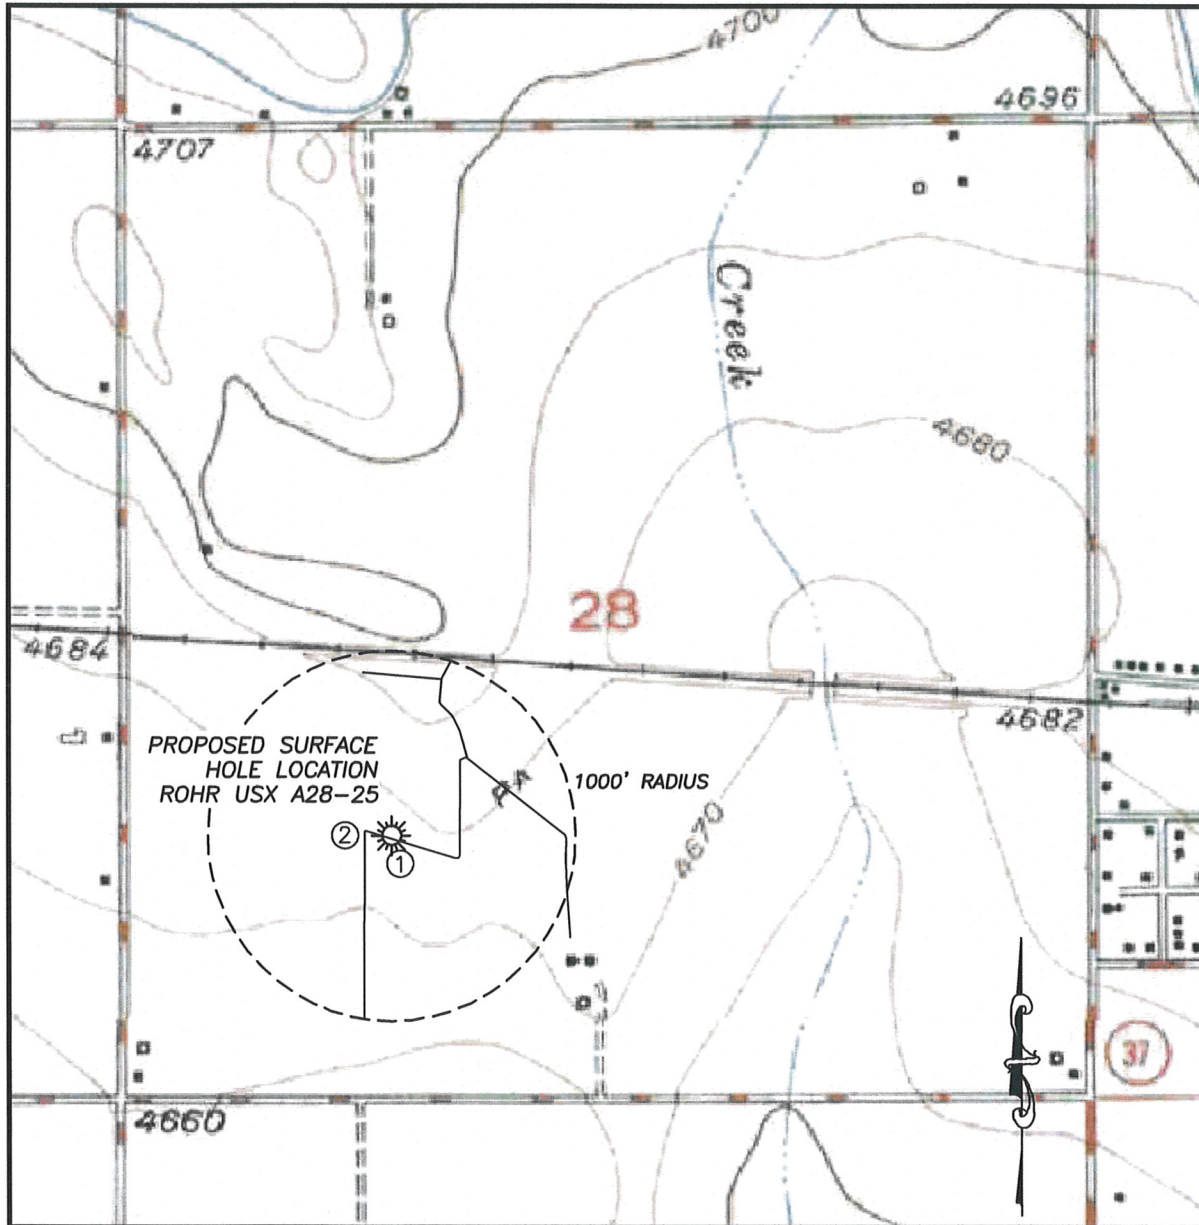 4700
4696
4707
Creek
4680
28
4684
4682
PROPOSED SURFACE
HOLE LOCATION
ROHR USX A28-25
1000' RADIUS
②
①
4670
37
4660